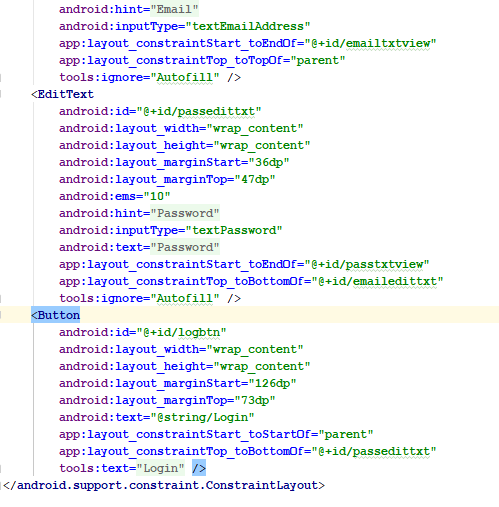 android:hint="Email"
android:inputType="textEmailAddress"
app:layout_constraintStart_toEndOf="@+id/emailtxtview"
app:layout_constraintTop_toTopOf="parent"
tools:ignore="Autofill" />
<EditText
android:id="@+id/passedittxt"
android:layout_width="wrap_content"
android:layout_height="wrap_content"
android:layout_marginStart="36dp"
android:layout_marginTop="47dp"
android:ems="10"
android:hint="Password"
android:inputType="textPassword"
android:text="Password"
app:layout_constraintStart_toEndOf="@+id/passtxtview"
app:layout_constraintTop_toBottomOf="@+id/emailedittxt"
tools:ignore="Autofill" />
<Button
android:id="@+id/logbtn"
android:layout_width="wrap_content"
android:layout_height="wrap_content"
android:layout_marginStart="126dp"
android:layout_marginTop="73dp"
android:text="@string/Login"
app:layout_constraintStart_toStartOf="parent"
app:layout_constraintTop_toBottomOf="@+id/passedittxt"
tools:text="Login" />
</android.support.constraint.ConstraintLayout>